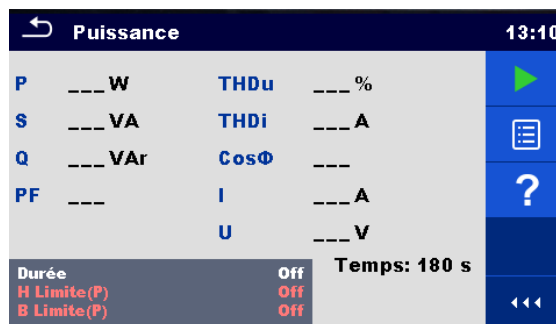 Puissance 13:10
P ___W THDu ___%
S ___VA THDi ___A
Q ___VAr CosΦ ___
PF ___ I ___A
U ___V
Temps: 180 s
Durée Off
H Limite(P) Off
B Limite(P) Off
?